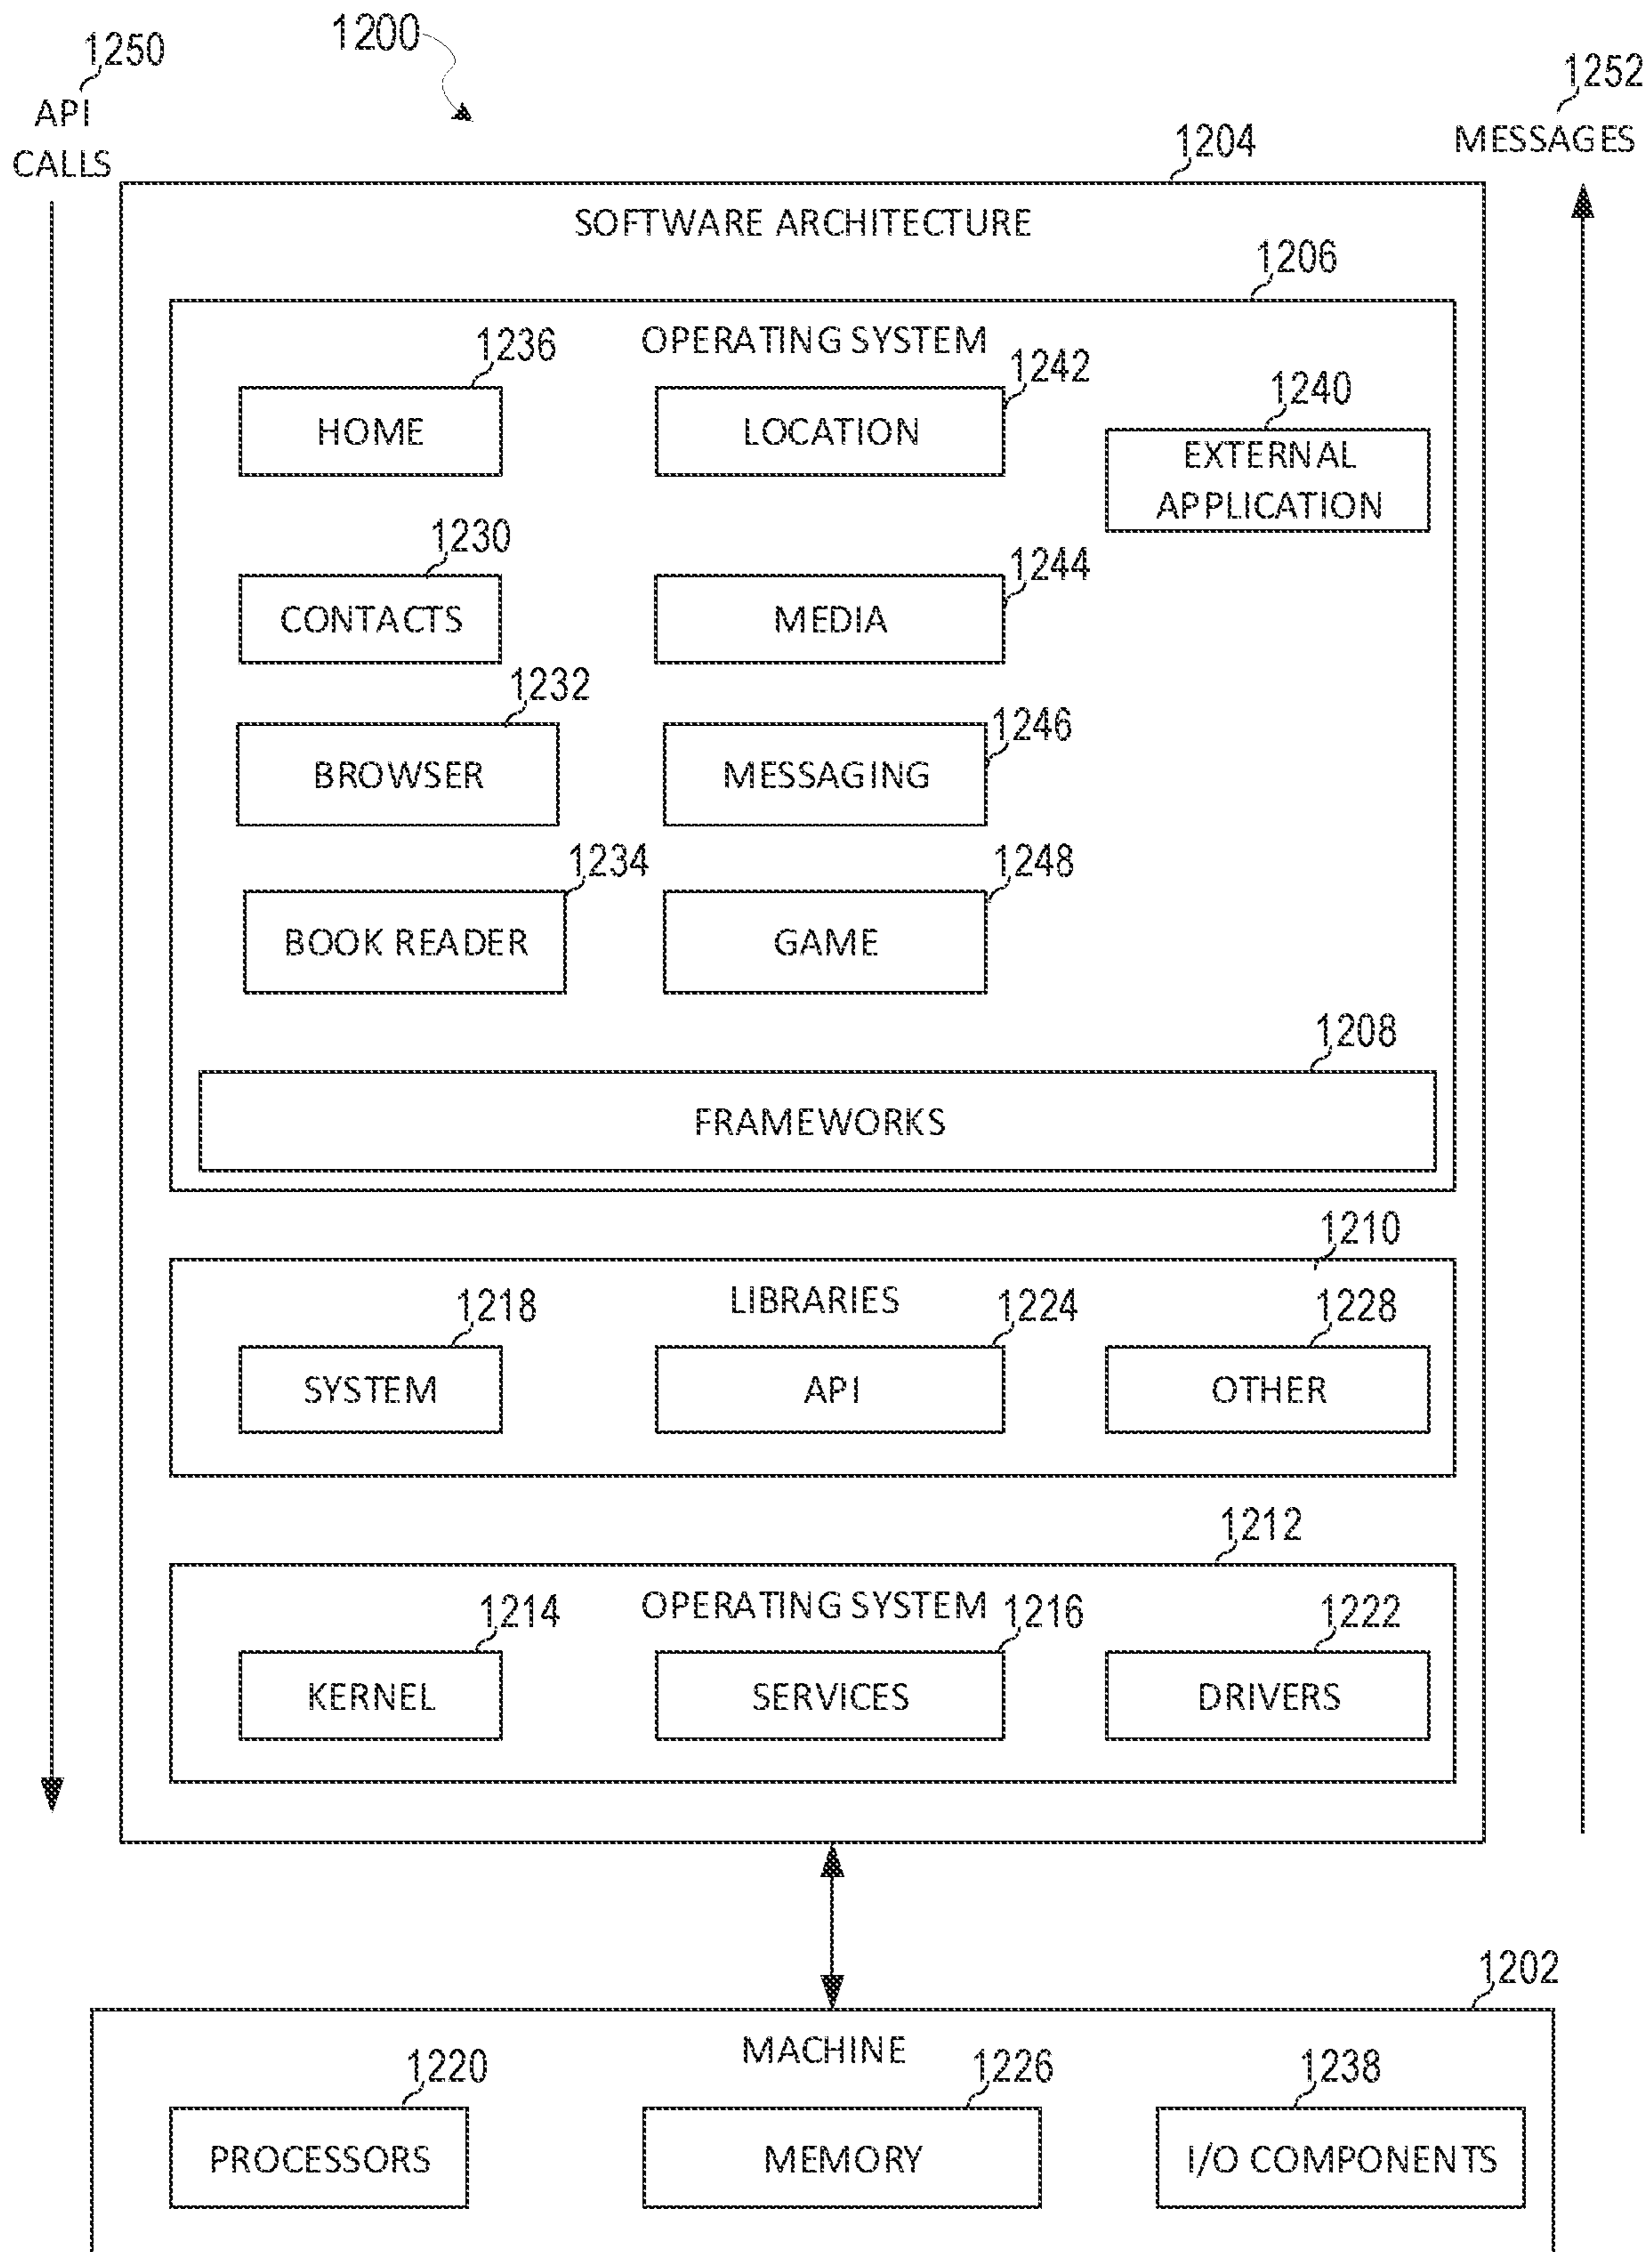 1250
1200
1252
API
CALLS
MESSAGES
1204
SOFTWARE ARCHITECTURE
1206
OPERATING SYSTEM
1236
1242
1240
HOME
LOCATION
EXTERNAL
APPLICATION
1230
1244
CONTACTS
MEDIA
1232
1246
BROWSER
MESSAGING
1234
1248
BOOK READER
GAME
1208
FRAMEWORKS
1210
LIBRARIES
1218
1224
1228
SYSTEM
API
OTHER
1212
OPERATING SYSTEM
1214
1216
1222
KERNEL
SERVICES
DRIVERS
1202
MACHINE
1220
1226
1238
PROCESSORS
MEMORY
I/O COMPONENTS